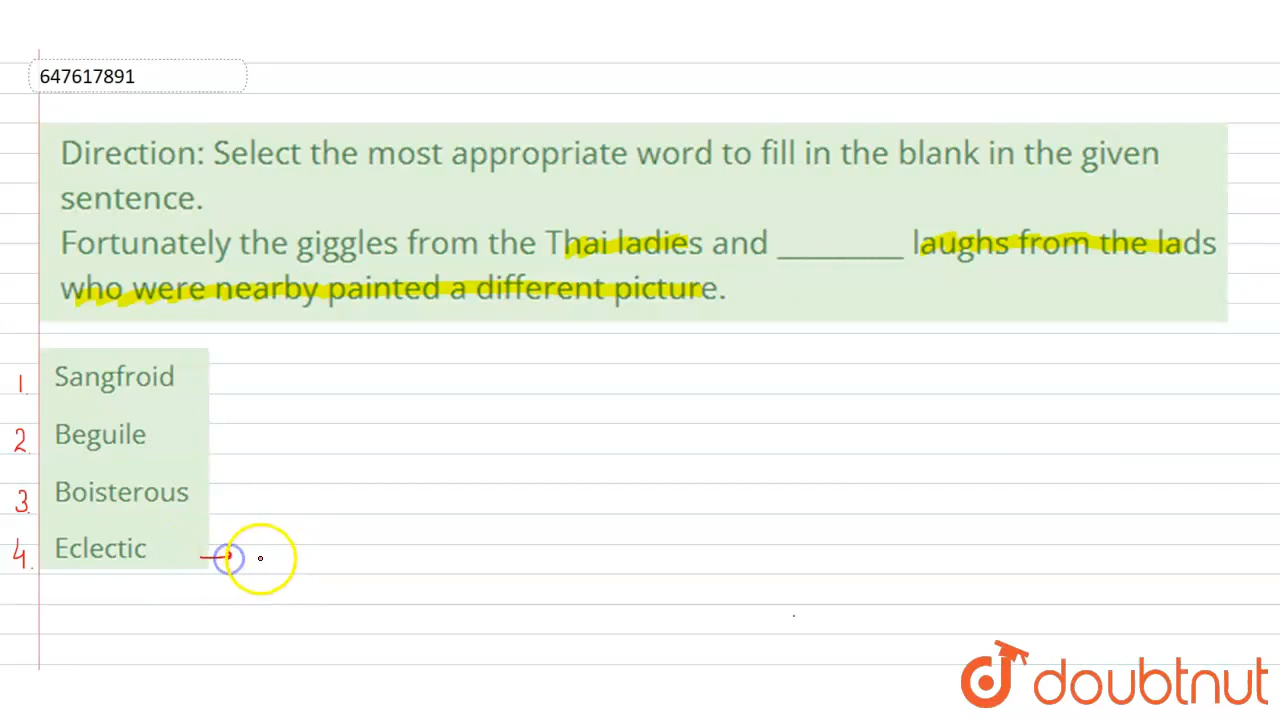 647617891
Direction: Select the most appropriate word to fill in the blank in the given
sentence.
Fortunately the giggles from the Thai ladies and ________ laughs from the lads
who were nearby painted a different picture.
1. Sangfroid
2. Beguile
3. Boisterous
4. Eclectic
doubtnut